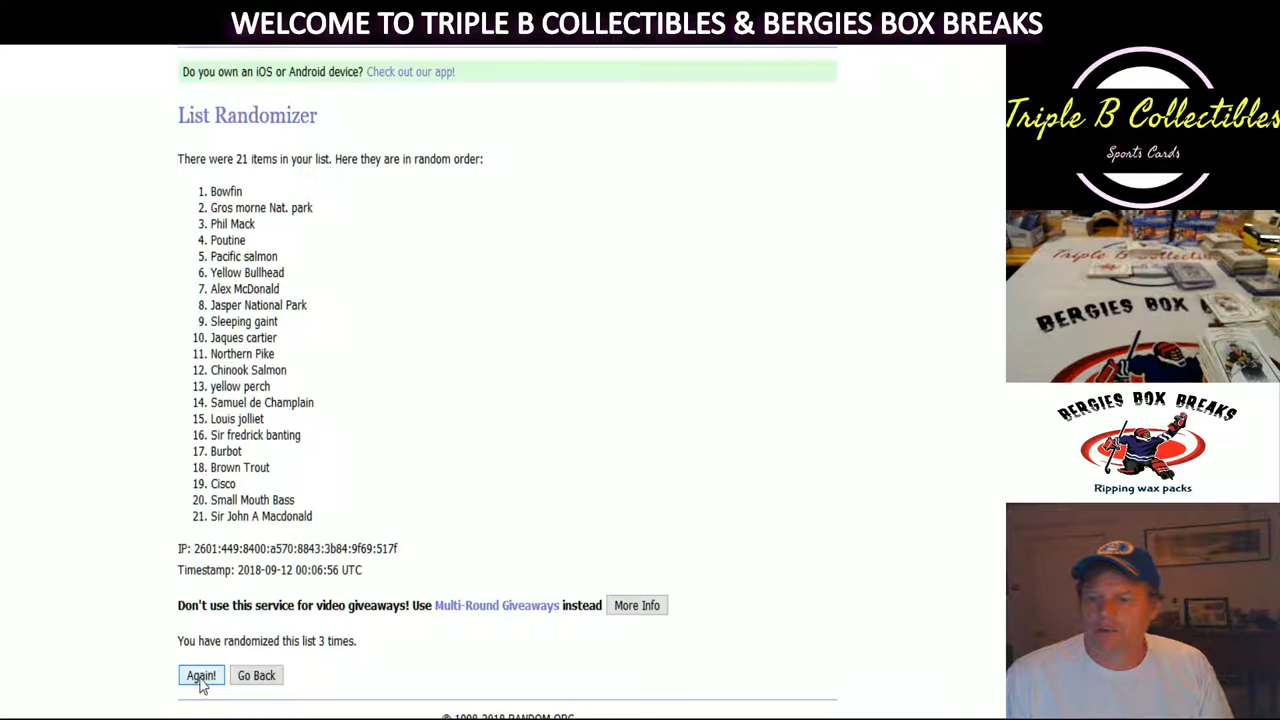 WELCOME TO TRIPLE B COLLECTIBLES & BERGIES BOX BREAKS
Do you own an iOS or Android device? Check out our app!
List Randomizer
There were 21 items in your list. Here they are in random order:
1. Bowfin
2. Gros morne Nat. park
3. Phil Mack
4. Poutine
5. Pacific salmon
6. Yellow Bullhead
7. Alex McDonald
8. Jasper National Park
9. Sleeping gaint
10. Jaques cartier
11. Northern Pike
12. Chinook Salmon
13. yellow perch
14. Samuel de Champlain
15. Louis jolliet
16. Sir fredrick banting
17. Burbot
18. Brown Trout
19. Cisco
20. Small Mouth Bass
21. Sir John A Macdonald
IP: 2601:449:8400:a570:8843:3b84:9f69:517f
Timestamp: 2018-09-12 00:06:56 UTC
Don't use this service for video giveaways! Use Multi-Round Giveaways instead More Info
You have randomized this list 3 times.
Again! Go Back
© 1998-2018 RANDOM.ORG
Triple B Collectibles
Sports Cards
Triple B
BERGIES BOX
BERGIES BOX BREAKS
Ripping wax packs